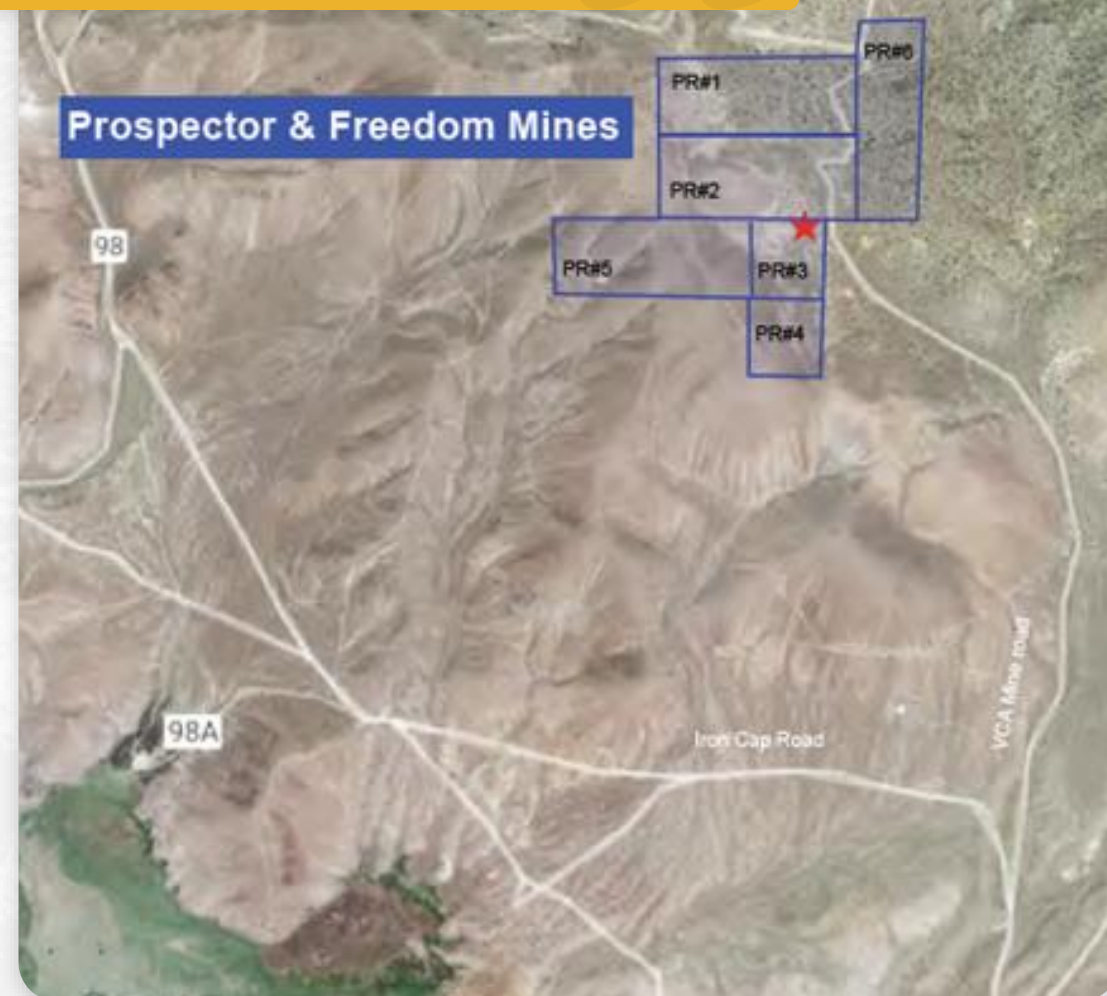 PR#6
PR#1
Prospector & Freedom Mines
PR#2
98
PR#5
PR#3
PR#4
VCA Mine road
98A
Iron Cap Road